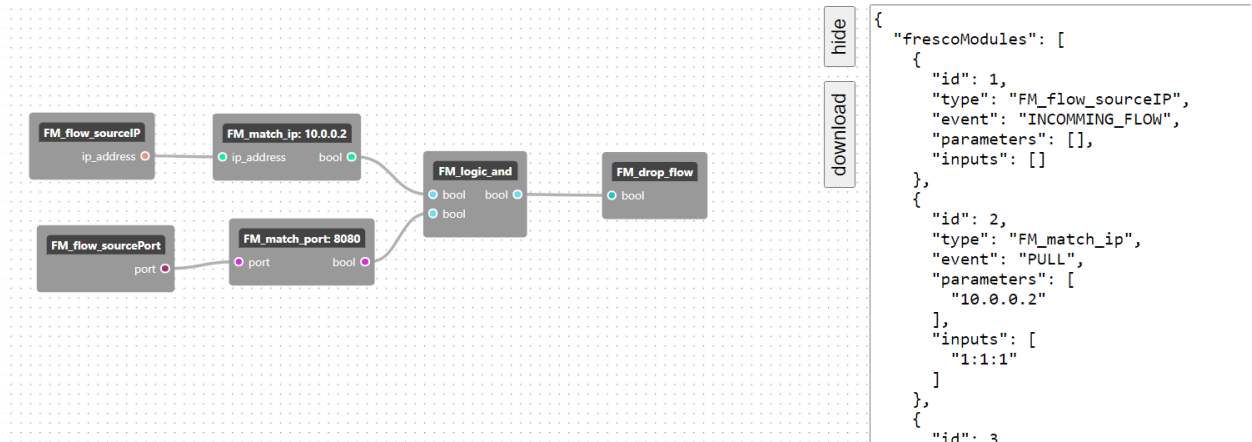 FM_flow_sourceIP
ip_address
FM_match_ip: 10.0.0.2
ip_address bool
FM_logic_and
bool bool
bool
FM_drop_flow
bool
FM_flow_sourcePort
port
FM_match_port: 8080
port bool
hide
download
{
"frescoModules": [
{
"id": 1,
"type": "FM_flow_sourceIP",
"event": "INCOMMING_FLOW",
"parameters": [],
"inputs": []
},
{
"id": 2,
"type": "FM_match_ip",
"event": "PULL",
"parameters": [
"10.0.0.2"
],
"inputs": [
"1:1:1"
]
},
{
"id": 3,